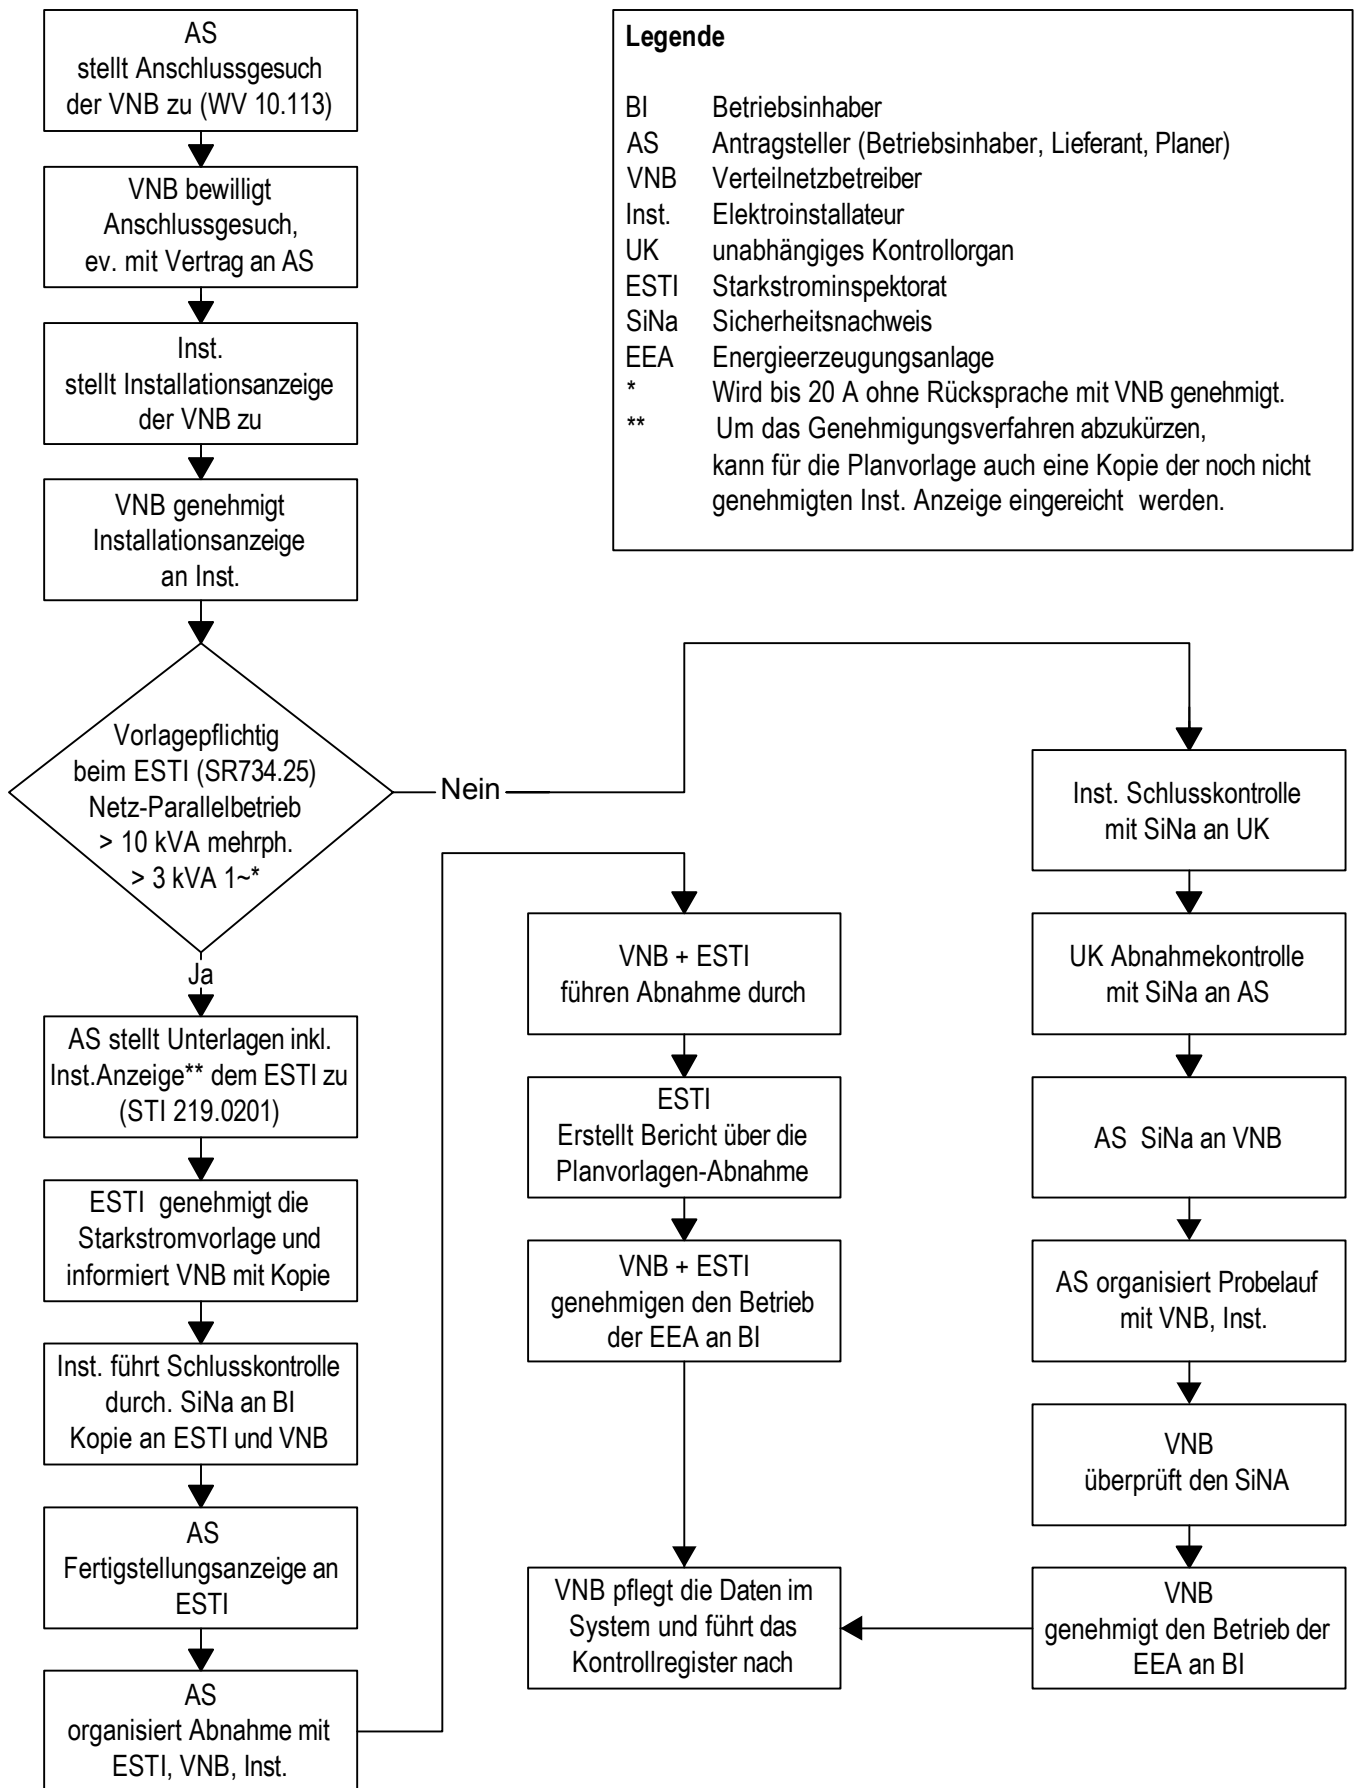 AS
stellt Anschlussgesuch
der VNB zu (WV 10.113)
VNB bewilligt
Anschlussgesuch,
ev. mit Vertrag an AS
Inst.
stellt Installationsanzeige
der VNB zu
VNB genehmigt
Installationsanzeige
an Inst.
Vorlagepflichtig
beim ESTI (SR734.25)
Netz-Parallelbetrieb
> 10 kVA mehrph.
> 3 kVA 1~*
Nein
Ja
AS stellt Unterlagen inkl.
Inst.Anzeige** dem ESTI zu
(STI 219.0201)
ESTI genehmigt die
Starkstromvorlage und
informiert VNB mit Kopie
Inst. führt Schlusskontrolle
durch. SiNa an BI
Kopie an ESTI und VNB
AS
Fertigstellungsanzeige an
ESTI
AS
organisiert Abnahme mit
ESTI, VNB, Inst.
VNB + ESTI
führen Abnahme durch
ESTI
Erstellt Bericht über die
Planvorlagen-Abnahme
VNB + ESTI
genehmigen den Betrieb
der EEA an BI
VNB pflegt die Daten im
System und führt das
Kontrollregister nach
Legende
BI Betriebsinhaber
AS Antragsteller (Betriebsinhaber, Lieferant, Planer)
VNB Verteilnetzbetreiber
Inst. Elektroinstallateur
UK unabhängiges Kontrollorgan
ESTI Starkstrominspektorat
SiNa Sicherheitsnachweis
EEA Energieerzeugungsanlage
* Wird bis 20 A ohne Rücksprache mit VNB genehmigt.
** Um das Genehmigungsverfahren abzukürzen,
kann für die Planvorlage auch eine Kopie der noch nicht
genehmigten Inst. Anzeige eingereicht werden.
Inst. Schlusskontrolle
mit SiNa an UK
UK Abnahmekontrolle
mit SiNa an AS
AS SiNa an VNB
AS organisiert Probelauf
mit VNB, Inst.
VNB
überprüft den SiNA
VNB
genehmigt den Betrieb der
EEA an BI